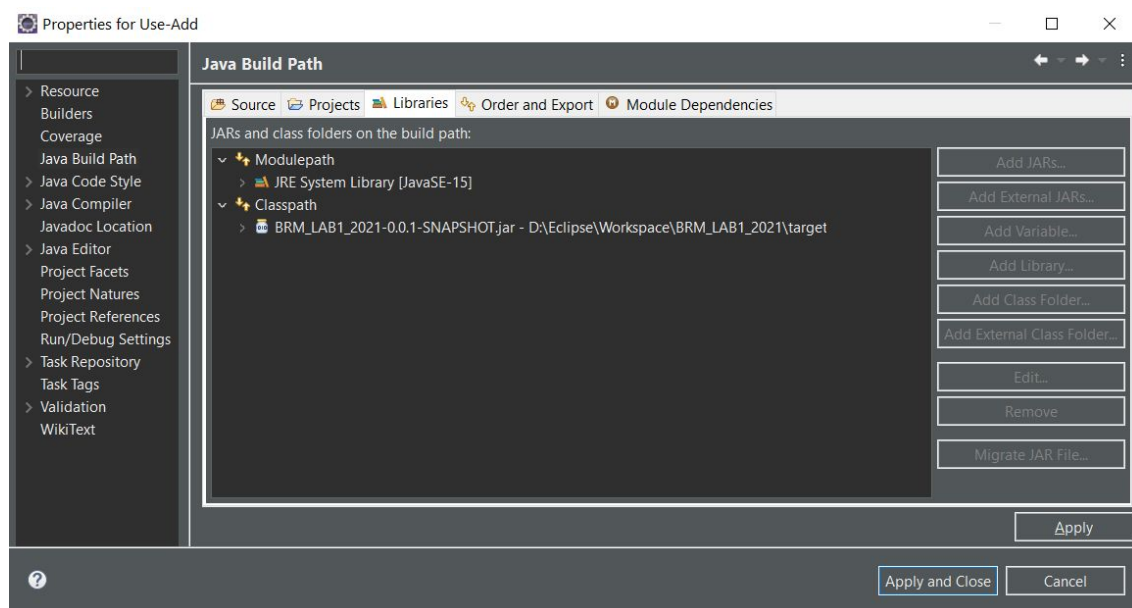 Properties for Use-Add
Java Build Path
Resource
Builders
Coverage
Java Build Path
Java Code Style
Java Compiler
Javadoc Location
Java Editor
Project Facets
Project Natures
Project References
Run/Debug Settings
Task Repository
Task Tags
Validation
WikiText
Source Projects Libraries Order and Export Module Dependencies
JARs and class folders on the build path:
Modulepath
JRE System Library [JavaSE-15]
Classpath
BRM_LAB1_2021-0.0.1-SNAPSHOT.jar - D:\Eclipse\Workspace\BRM_LAB1_2021\target
Add JARs...
Add External JARs...
Add Variable...
Add Library...
Add Class Folder...
Add External Class Folder...
Edit...
Remove
Migrate JAR File...
Apply
Apply and Close
Cancel